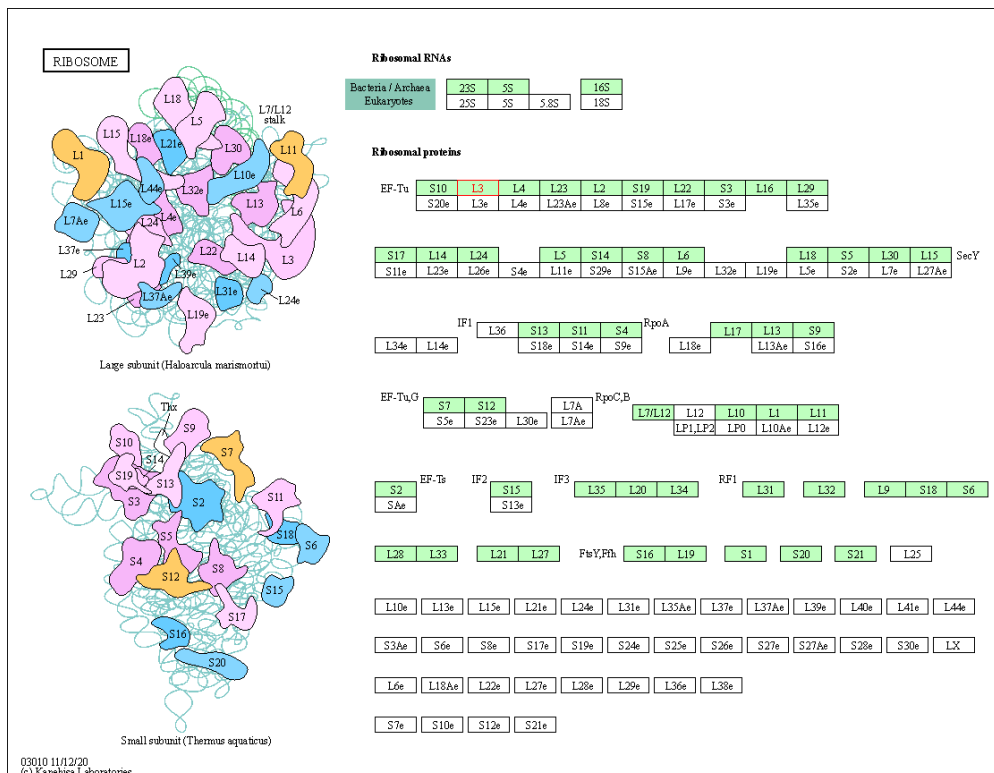 RIBOSOME
L18
L7/L12
stalk
L5
L15
L18e
L21e
L30
L11
L1
L10e
L44e
L32e
L15e
L13
L6
L7Ae
L24
L4e
L37e
L22
L14
L3
L2
L29
L39e
L37Ae
L31e
L24e
L23
L19e
Large subunit (Haloarcula marismortui)
Thx
S9
S10
S7
S14
S19
S13
S3
S2
S11
S5
S18
S6
S4
S12
S8
S15
S17
S16
S20
Small subunit (Thermus aquaticus)
03010 11/12/20
(c) Kanehisa Laboratories
Ribosomal RNAs
Bacteria / Archaea 23S 5S 16S
Eukaryotes 25S 5S 5.8S 18S
Ribosomal proteins
EF-Tu S10 L3 L4 L23 L2 S19 L22 S3 L16 L29
S20e L3e L4e L23Ae L8e S15e L17e S3e L35e
S17 L14 L24 L5 S14 S8 L6 L18 S5 L30 L15 SecY
S11e L23e L26e S4e L11e S29e S15Ae L9e L32e L19e L5e S2e L7e L27Ae
IF1 L36 S13 S11 S4 RpoA L17 L13 S9
L34e L14e S18e S14e S9e L18e L13Ae S16e
EF-Tu,G S7 S12 L7A RpoC,B L7/L12 L12 L10 L1 L11
S5e S23e L30e L7Ae LP1,LP2 LP0 L10Ae L12e
S2 EF-Ts IF2 S15 IF3 L35 L20 L34 RF1 L31 L32 L9 S18 S6
SAe S13e
L28 L33 L21 L27 FtsY,Ffh S16 L19 S1 S20 S21 L25
L10e L13e L15e L21e L24e L31e L35Ae L37e L37Ae L39e L40e L41e L44e
S3Ae S6e S8e S17e S19e S24e S25e S26e S27e S27Ae S28e S30e LX
L6e L18Ae L22e L27e L28e L29e L36e L38e
S7e S10e S12e S21e